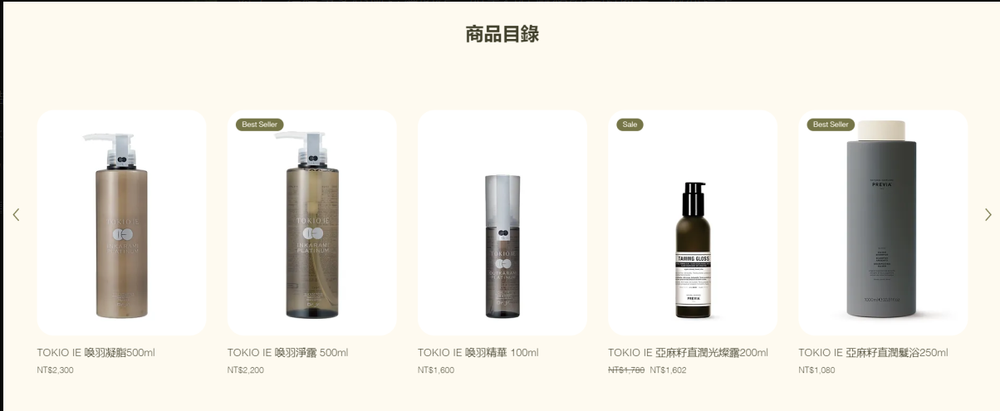 商品目錄
Best Seller
Sale
Best Seller
TOKIO IE
INKARAMI
PLATINUM
TOKIO IE
INKARAMI
PLATINUM
TOKIO IE
PLATINUM
TAMING GLOSS
PREVIA
PREVIA
TOKIO IE 喚羽凝脂500ml
NT$2,300
TOKIO IE 喚羽淨露 500ml
NT$2,200
TOKIO IE 喚羽精華 100ml
NT$1,600
TOKIO IE 亞麻籽直潤光燦露200ml
NT$1,780 NT$1,602
TOKIO IE 亞麻籽直潤髮浴250ml
NT$1,080